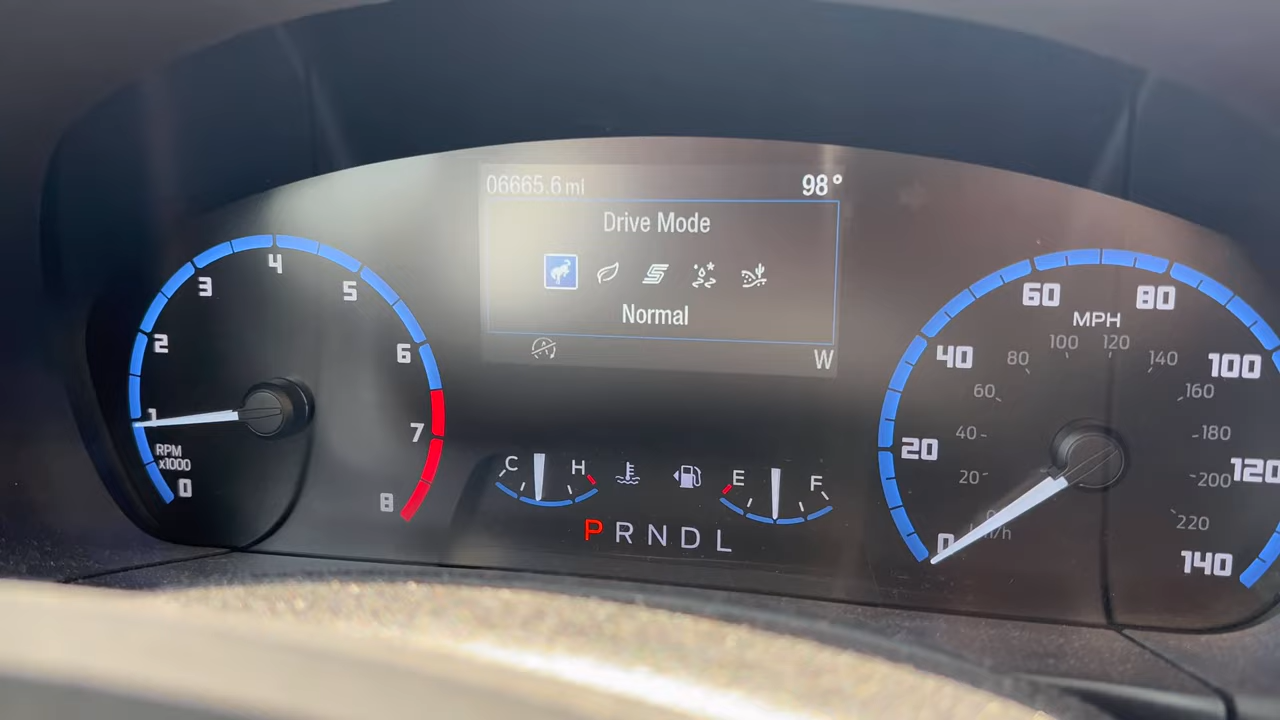 06665.6 mi 98°
Drive Mode
Normal
W
0 1 2 3 4 5 6 7 8
RPM
x1000
C H
E F
P R N D L
0 20 40 60 80 100 120 140
MPH
20 40 60 80 100 120 140 160 180 200 220
km/h